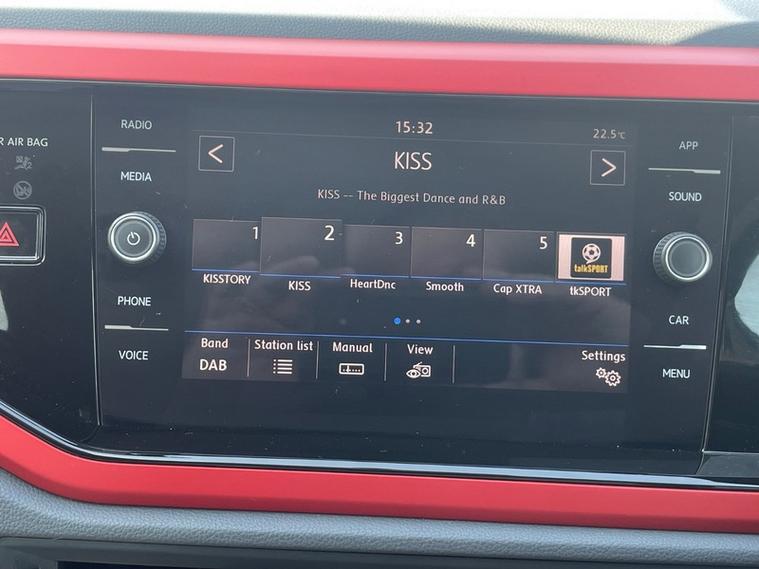 RADIO
MEDIA
PHONE
VOICE
R AIR BAG
15:32
22.5°C
<
KISS
>
KISS -- The Biggest Dance and R&B
1 2 3 4 5
talkSPORT
KISSTORY KISS HeartDnc Smooth Cap XTRA tkSPORT
Band Station list Manual View Settings
DAB
APP
SOUND
CAR
MENU